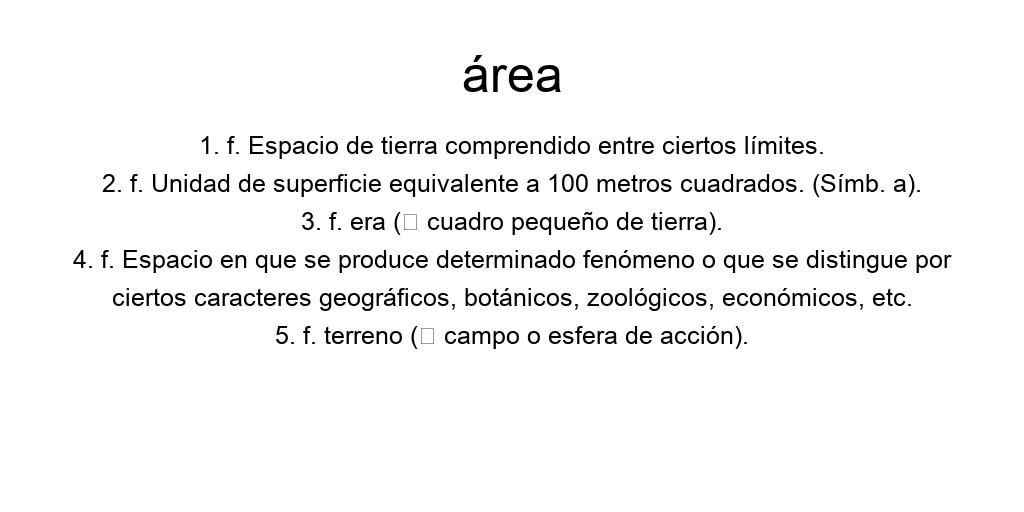 área
1. f. Espacio de tierra comprendido entre ciertos límites.
2. f. Unidad de superficie equivalente a 100 metros cuadrados. (Símb. a).
3. f. era (▯ cuadro pequeño de tierra).
4. f. Espacio en que se produce determinado fenómeno o que se distingue por
ciertos caracteres geográficos, botánicos, zoológicos, económicos, etc.
5. f. terreno (▯ campo o esfera de acción).